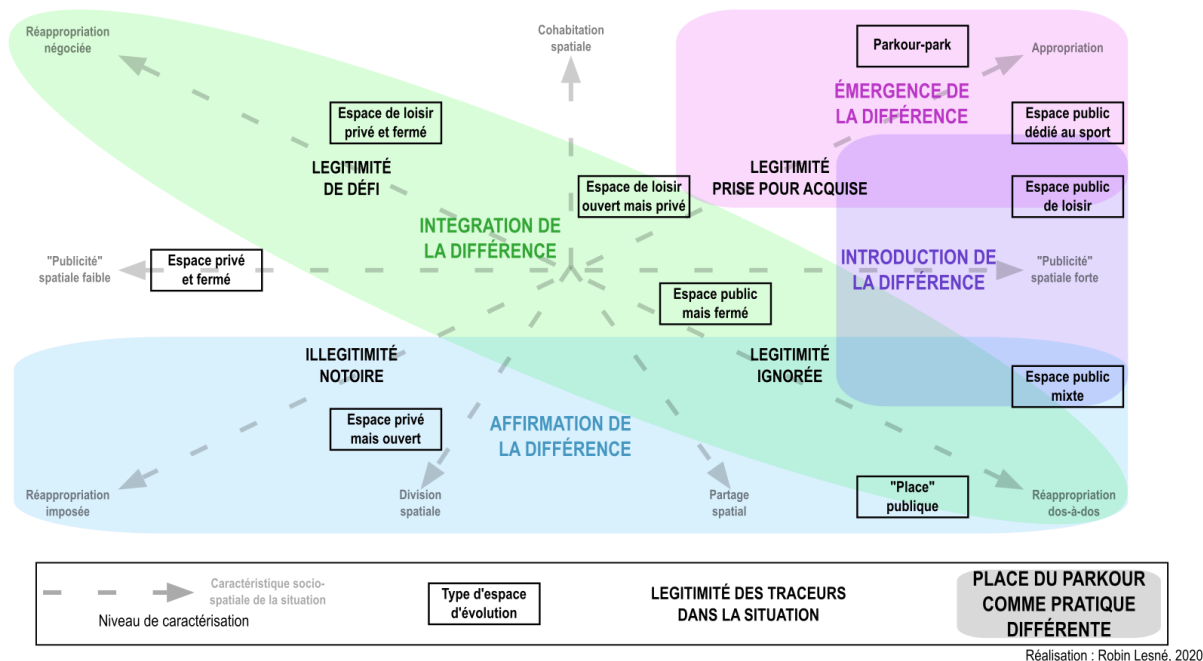 Réappropriation
négociée
Cohabitation
spatiale
Parkour-park
Appropriation
ÉMERGENCE DE
LA DIFFÉRENCE
Espace de loisir
privé et fermé
Espace public
dédié au sport
LEGITIMITÉ
DE DÉFI
LEGITIMITÉ
PRISE POUR ACQUISE
Espace de loisir
ouvert mais privé
Espace public
de loisir
INTEGRATION DE
LA DIFFÉRENCE
"Publicité"
spatiale faible
Espace privé
et fermé
INTRODUCTION DE
LA DIFFÉRENCE
"Publicité"
spatiale forte
Espace public
mais fermé
ILLEGITIMITÉ
NOTOIRE
LEGITIMITÉ
IGNORÉE
Espace public
mixte
Espace privé
mais ouvert
AFFIRMATION DE
LA DIFFÉRENCE
Réappropriation
imposée
Division
spatiale
Partage
spatial
"Place"
publique
Réappropriation
dos-à-dos
Caractéristique socio-
spatiale de la situation
Niveau de caractérisation
Type d'espace
d'évolution
LEGITIMITÉ DES TRACEURS
DANS LA SITUATION
PLACE DU PARKOUR
COMME PRATIQUE
DIFFÉRENTE
Réalisation : Robin Lesné, 2020